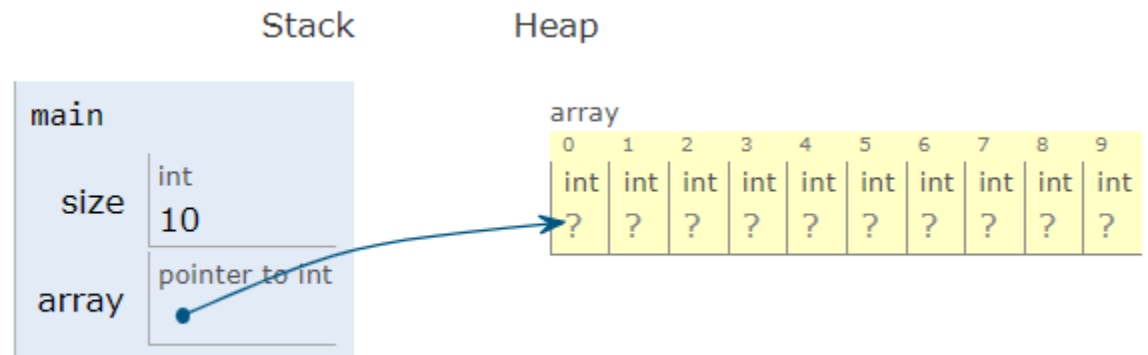 Stack Heap
main
array
0 1 2 3 4 5 6 7 8 9
int int int int int int int int int int
? ? ? ? ? ? ? ? ? ?
size
int
10
array
pointer to int